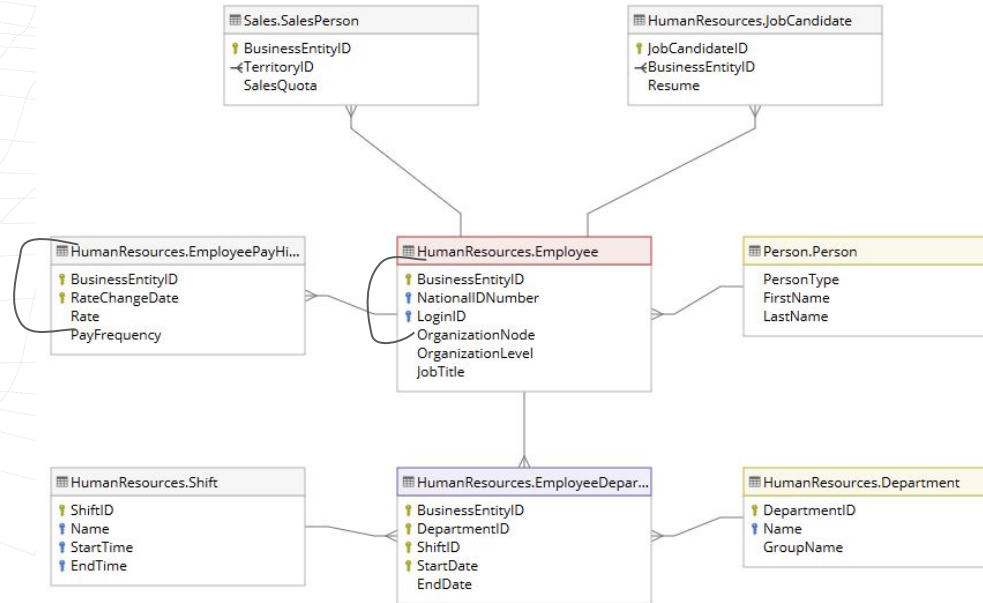 Sales.SalesPerson
BusinessEntityID
TerritoryID
SalesQuota
HumanResources.JobCandidate
JobCandidateID
BusinessEntityID
Resume
HumanResources.EmployeePayHi...
BusinessEntityID
RateChangeDate
Rate
PayFrequency
HumanResources.Employee
BusinessEntityID
NationalIDNumber
LoginID
OrganizationNode
OrganizationLevel
JobTitle
Person.Person
PersonType
FirstName
LastName
HumanResources.Shift
ShiftID
Name
StartTime
EndTime
HumanResources.EmployeeDepar...
BusinessEntityID
DepartmentID
ShiftID
StartDate
EndDate
HumanResources.Department
DepartmentID
Name
GroupName